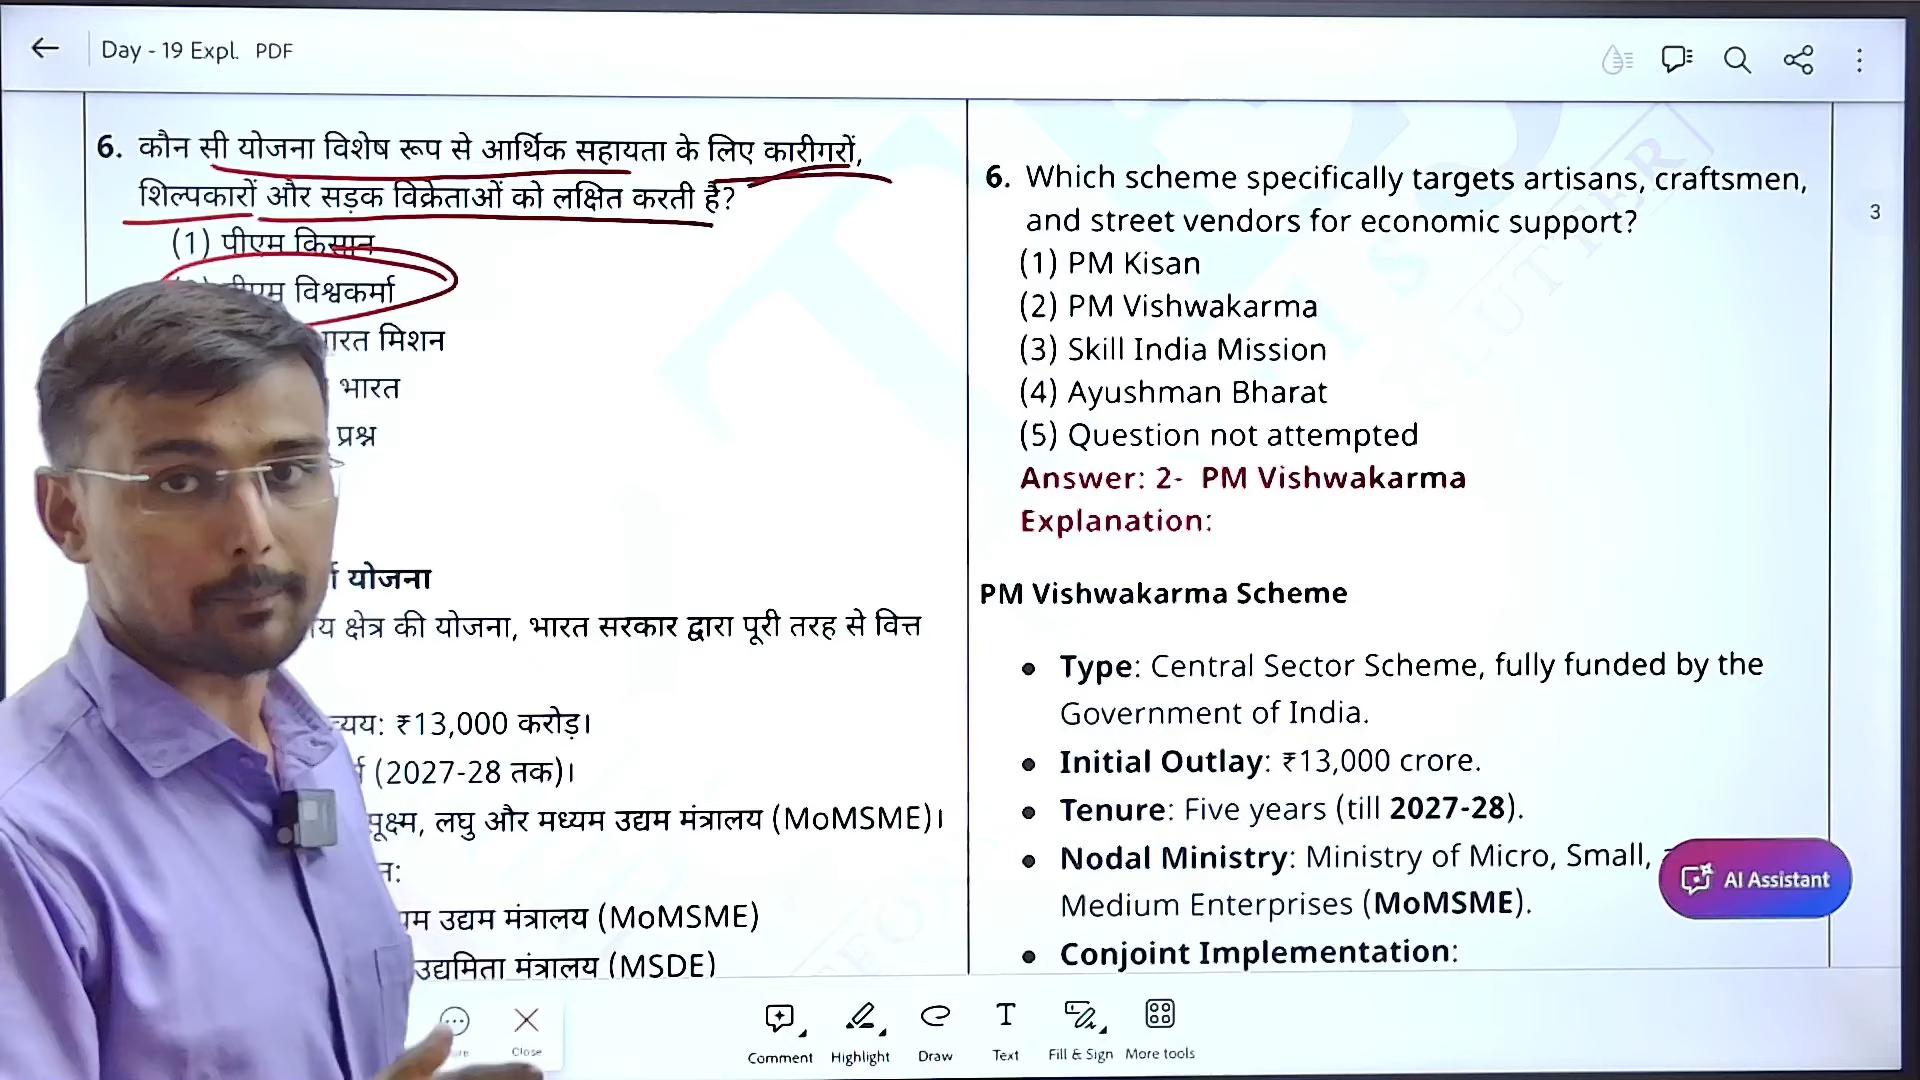 Day - 19 Expl. PDF
6. कौन सी योजना विशेष रूप से आर्थिक सहायता के लिए कारीगरों,
शिल्पकारों और सड़क विक्रेताओं को लक्षित करती है?
(1) पीएम किसान
विश्वकर्मा
मिशन
भारत
प्रश्न
योजना
क्षेत्र की योजना, भारत सरकार द्वारा पूरी तरह से वित्त
₹13,000 करोड़।
(2027-28 तक)।
सूक्ष्म, लघु और मध्यम उद्यम मंत्रालय (MoMSME)।
उद्यम मंत्रालय (MoMSME)
उद्यमिता मंत्रालय (MSDE)
6. Which scheme specifically targets artisans, craftsmen,
and street vendors for economic support?
(1) PM Kisan
(2) PM Vishwakarma
(3) Skill India Mission
(4) Ayushman Bharat
(5) Question not attempted
Answer: 2- PM Vishwakarma
Explanation:
PM Vishwakarma Scheme
• Type: Central Sector Scheme, fully funded by the
Government of India.
• Initial Outlay: ₹13,000 crore.
• Tenure: Five years (till 2027-28).
• Nodal Ministry: Ministry of Micro, Small,
Medium Enterprises (MoMSME).
• Conjoint Implementation:
3
AI Assistant
Close
Comment
Highlight
Draw
Text
Fill & Sign
More tools